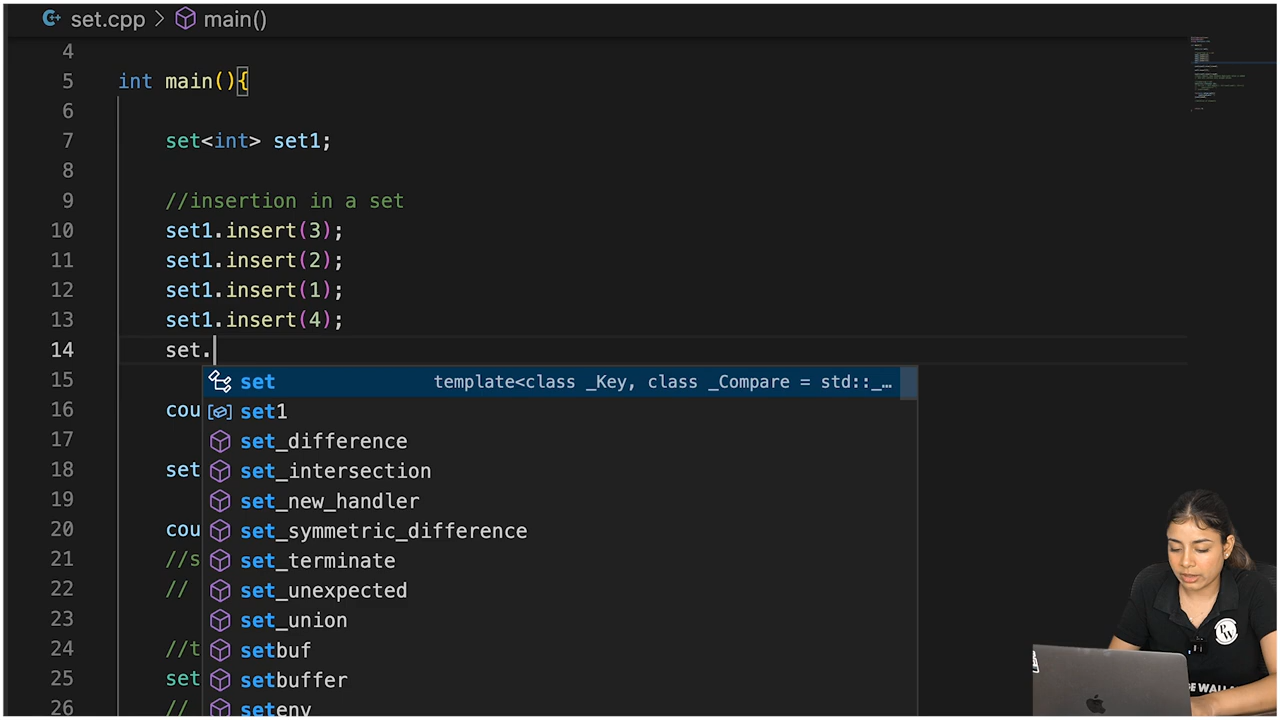 set.cpp > main()
4
5 int main(){
6
7 set<int> set1;
8
9 //insertion in a set
10 set1.insert(3);
11 set1.insert(2);
12 set1.insert(1);
13 set1.insert(4);
14 set.
set template<class _Key, class _Compare = std::_…
15
16 cou
set1
17
set_difference
18 set
set_intersection
19
set_new_handler
20 cou
set_symmetric_difference
21 //s
set_terminate
22 //
set_unexpected
23
set_union
24 //t
setbuf
25 set
setbuffer
26 //
setenv
PW